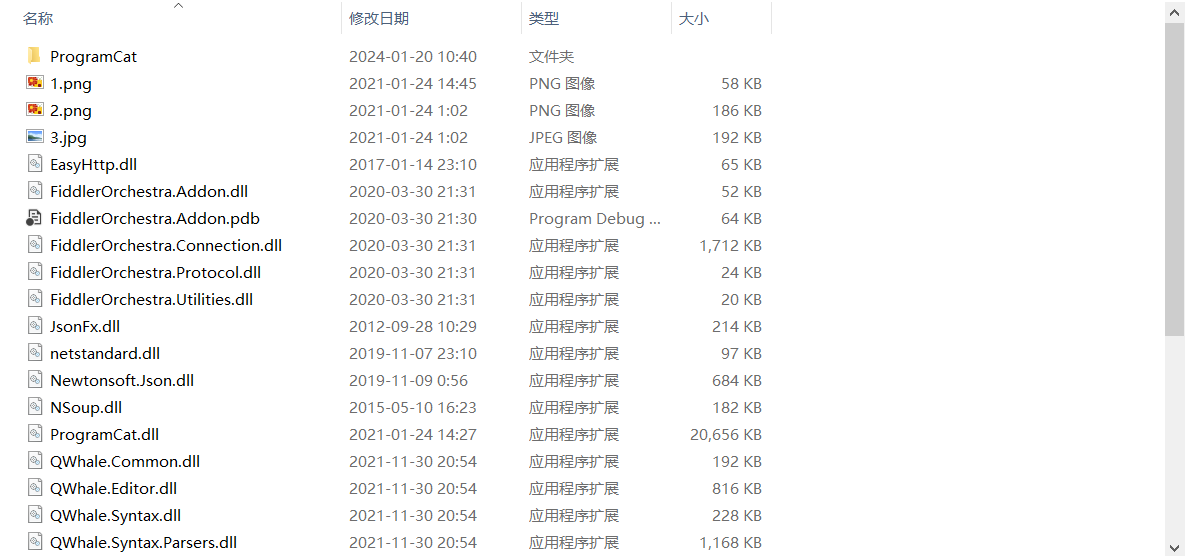 名称 修改日期 类型 大小
ProgramCat 2024-01-20 10:40 文件夹
1.png 2021-01-24 14:45 PNG 图像 58 KB
2.png 2021-01-24 1:02 PNG 图像 186 KB
3.jpg 2021-01-24 1:02 JPEG 图像 192 KB
EasyHttp.dll 2017-01-14 23:10 应用程序扩展 65 KB
FiddlerOrchestra.Addon.dll 2020-03-30 21:31 应用程序扩展 52 KB
FiddlerOrchestra.Addon.pdb 2020-03-30 21:30 Program Debug ... 64 KB
FiddlerOrchestra.Connection.dll 2020-03-30 21:31 应用程序扩展 1,712 KB
FiddlerOrchestra.Protocol.dll 2020-03-30 21:31 应用程序扩展 24 KB
FiddlerOrchestra.Utilities.dll 2020-03-30 21:31 应用程序扩展 20 KB
JsonFx.dll 2012-09-28 10:29 应用程序扩展 214 KB
netstandard.dll 2019-11-07 23:10 应用程序扩展 97 KB
Newtonsoft.Json.dll 2019-11-09 0:56 应用程序扩展 684 KB
NSoup.dll 2015-05-10 16:23 应用程序扩展 182 KB
ProgramCat.dll 2021-01-24 14:27 应用程序扩展 20,656 KB
QWhale.Common.dll 2021-11-30 20:54 应用程序扩展 192 KB
QWhale.Editor.dll 2021-11-30 20:54 应用程序扩展 816 KB
QWhale.Syntax.dll 2021-11-30 20:54 应用程序扩展 228 KB
QWhale.Syntax.Parsers.dll 2021-11-30 20:54 应用程序扩展 1,168 KB